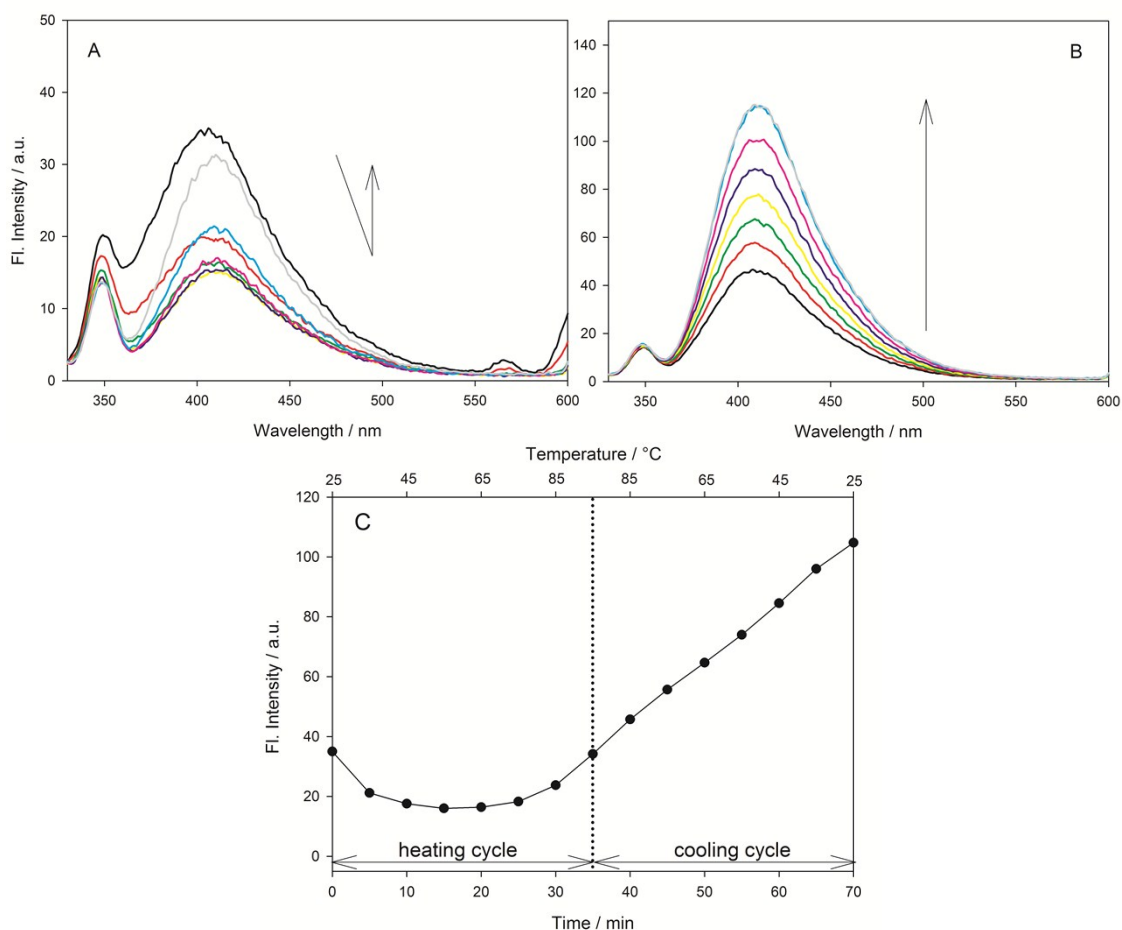 A
Fl. Intensity / a.u.
50
40
30
20
10
0
350 400 450 500 550 600
Wavelength / nm
B
140
120
100
80
60
40
20
0
350 400 450 500 550 600
Wavelength / nm
Temperature / °C
25 45 65 85 85 65 45 25
C
Fl. Intensity / a.u.
120
100
80
60
40
20
0
heating cycle
cooling cycle
0 10 20 30 40 50 60 70
Time / min